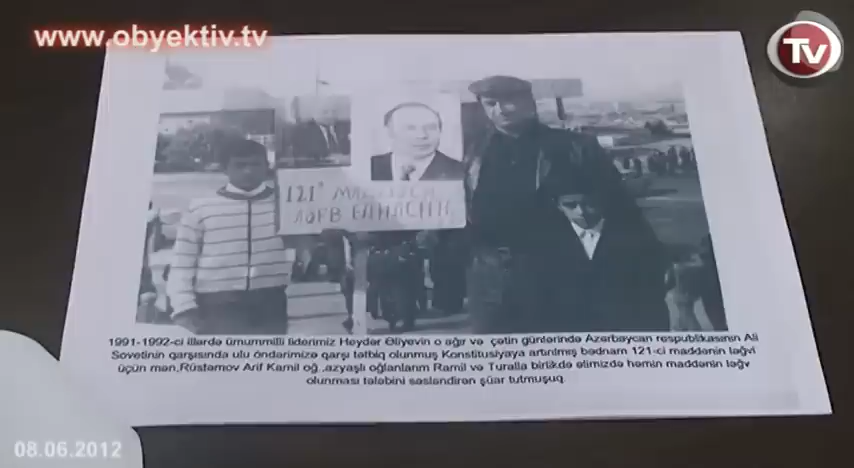 www.obyektiv.tv
TV
121
ЛƏҒВ ЕДИЛСИН
1991-1992-ci illərdə ümummilli liderimiz Heydər Əliyevin o ağır və çətin günlərində Azərbaycan respublikasının Ali
Sovetinin qarşısında ulu öndərimizə qarşı tətbiq olunmuş Konstitusiyaya artırılmış bədnam 121-ci maddənin ləğvi
üçün mən,Rüstəmov Arif Kamil oğ.,azyaşlı oğlanlarım Ramil və Turalla birlikdə əlimizdə həmin maddənin ləğv
olunması tələbini səsləndirən şüar tutmuşuq
08.06.2012